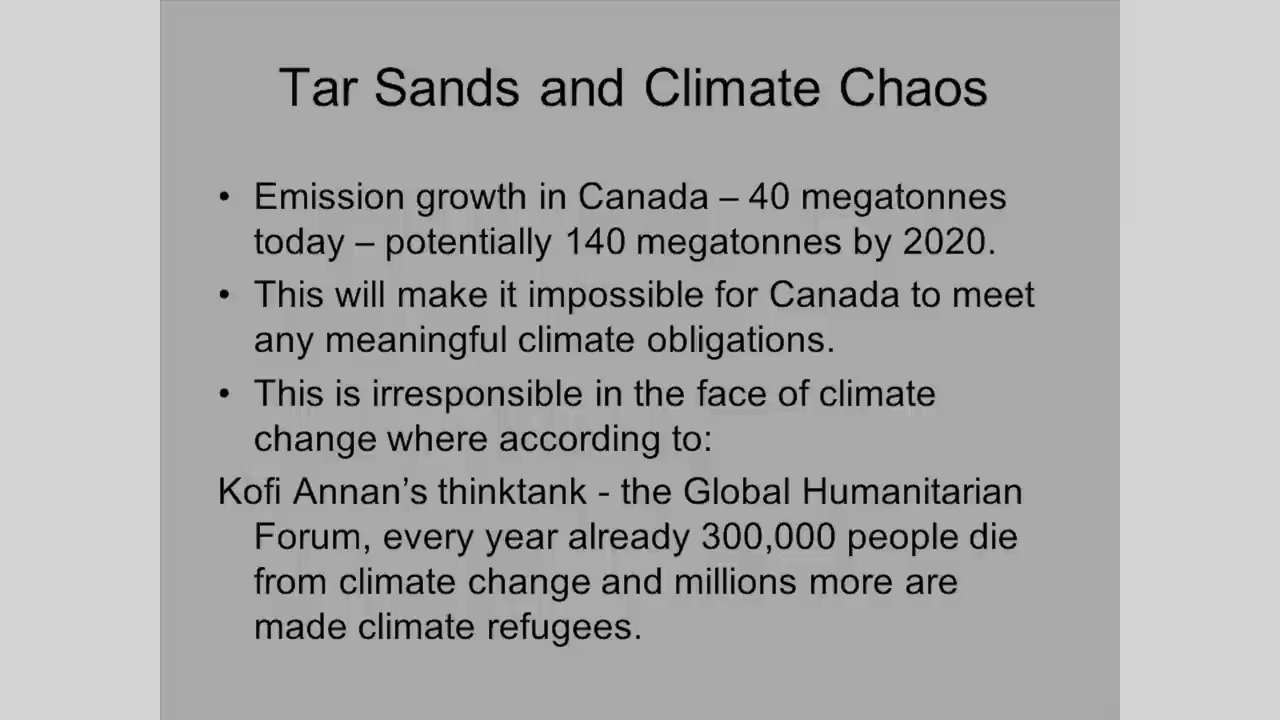 Tar Sands and Climate Chaos
• Emission growth in Canada – 40 megatonnes
today – potentially 140 megatonnes by 2020.
• This will make it impossible for Canada to meet
any meaningful climate obligations.
• This is irresponsible in the face of climate
change where according to:
Kofi Annan’s thinktank - the Global Humanitarian
Forum, every year already 300,000 people die
from climate change and millions more are
made climate refugees.